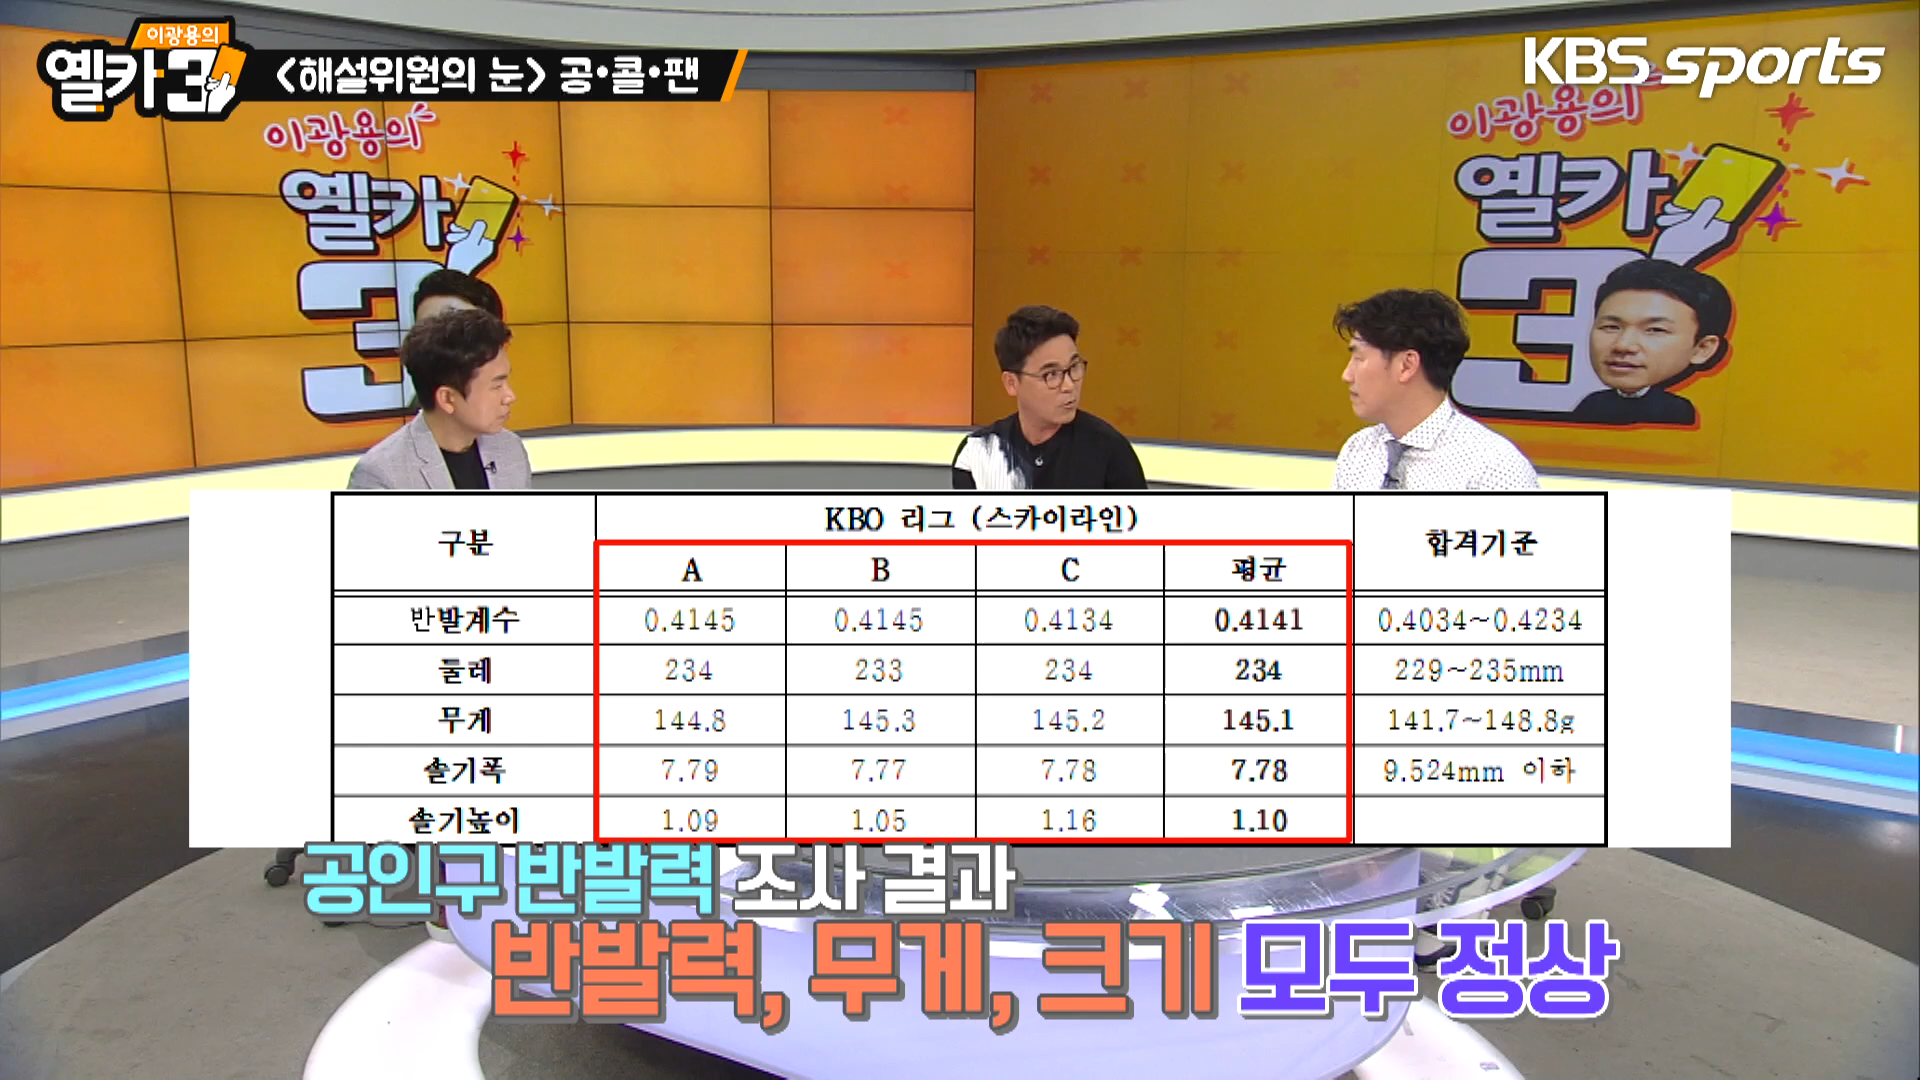 이광용의
옐카3
<해설위원의 눈> 공·콜·팬
KBS sports
이광용의
옐카
3
이광용의
옐카
3
구분 KBO 리그 (스카이라인) 합격기준
A B C 평균
반발계수 0.4145 0.4145 0.4134 0.4141 0.4034~0.4234
둘레 234 233 234 234 229~235mm
무게 144.8 145.3 145.2 145.1 141.7~148.8g
솔기폭 7.79 7.77 7.78 7.78 9.524mm 이하
솔기높이 1.09 1.05 1.16 1.10
공인구 반발력 조사 결과
반발력, 무게, 크기 모두 정상